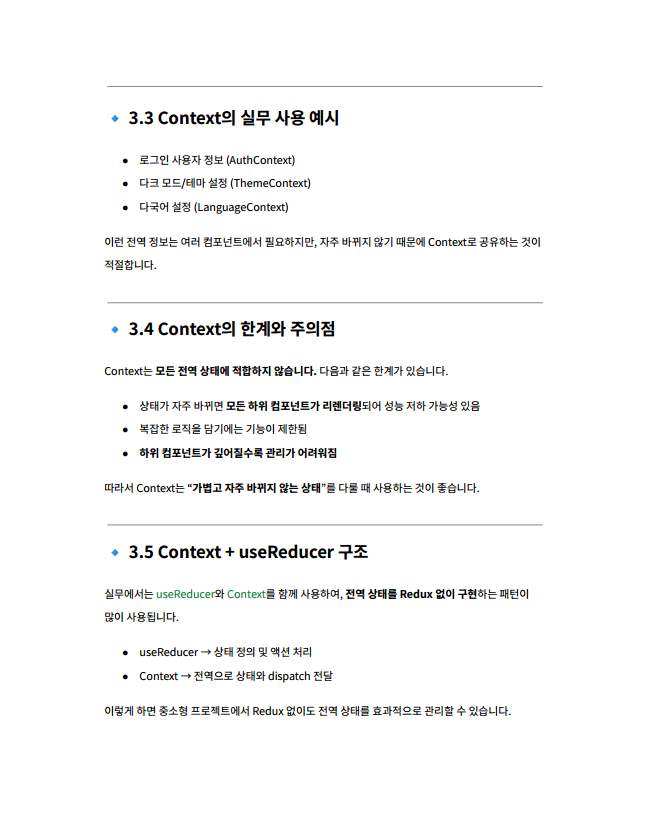 3.3 Context의 실무 사용 예시
● 로그인 사용자 정보 (AuthContext)
● 다크 모드/테마 설정 (ThemeContext)
● 다국어 설정 (LanguageContext)
이런 전역 정보는 여러 컴포넌트에서 필요하지만, 자주 바뀌지 않기 때문에 Context로 공유하는 것이
적절합니다.
3.4 Context의 한계와 주의점
Context는 모든 전역 상태에 적합하지 않습니다. 다음과 같은 한계가 있습니다.
● 상태가 자주 바뀌면 모든 하위 컴포넌트가 리렌더링되어 성능 저하 가능성 있음
● 복잡한 로직을 담기에는 기능이 제한됨
● 하위 컴포넌트가 깊어질수록 관리가 어려워짐
따라서 Context는 “가볍고 자주 바뀌지 않는 상태”를 다룰 때 사용하는 것이 좋습니다.
3.5 Context + useReducer 구조
실무에서는 useReducer와 Context를 함께 사용하여, 전역 상태를 Redux 없이 구현하는 패턴이
많이 사용됩니다.
● useReducer → 상태 정의 및 액션 처리
● Context → 전역으로 상태와 dispatch 전달
이렇게 하면 중소형 프로젝트에서 Redux 없이도 전역 상태를 효과적으로 관리할 수 있습니다.